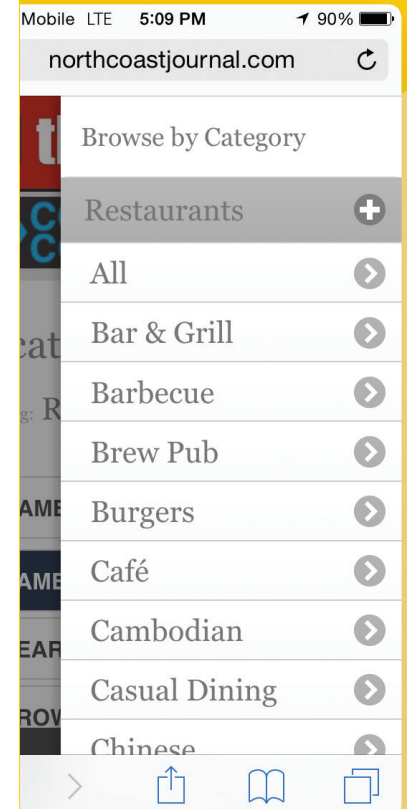 Mobile LTE 5:09 PM 90%
northcoastjournal.com
Browse by Category
Restaurants
All
Bar & Grill
Barbecue
Brew Pub
Burgers
Café
Cambodian
Casual Dining
Chinese